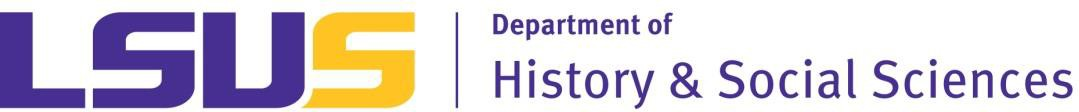 LSUS
Department of
History & Social Sciences